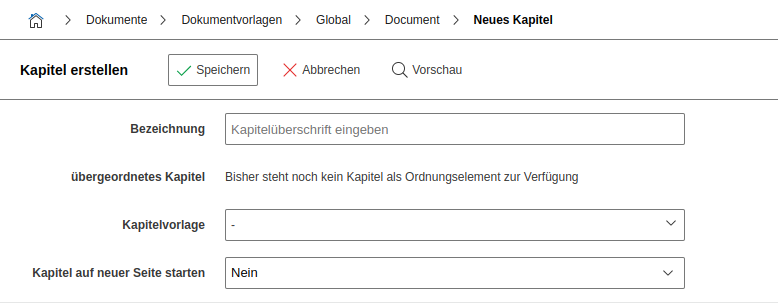 Dokumente Dokumentvorlagen Global Document Neues Kapitel
Kapitel erstellen Speichern Abbrechen Vorschau
Bezeichnung Kapitelüberschrift eingeben
übergeordnetes Kapitel Bisher steht noch kein Kapitel als Ordnungselement zur Verfügung
Kapitelvorlage -
Kapitel auf neuer Seite starten Nein